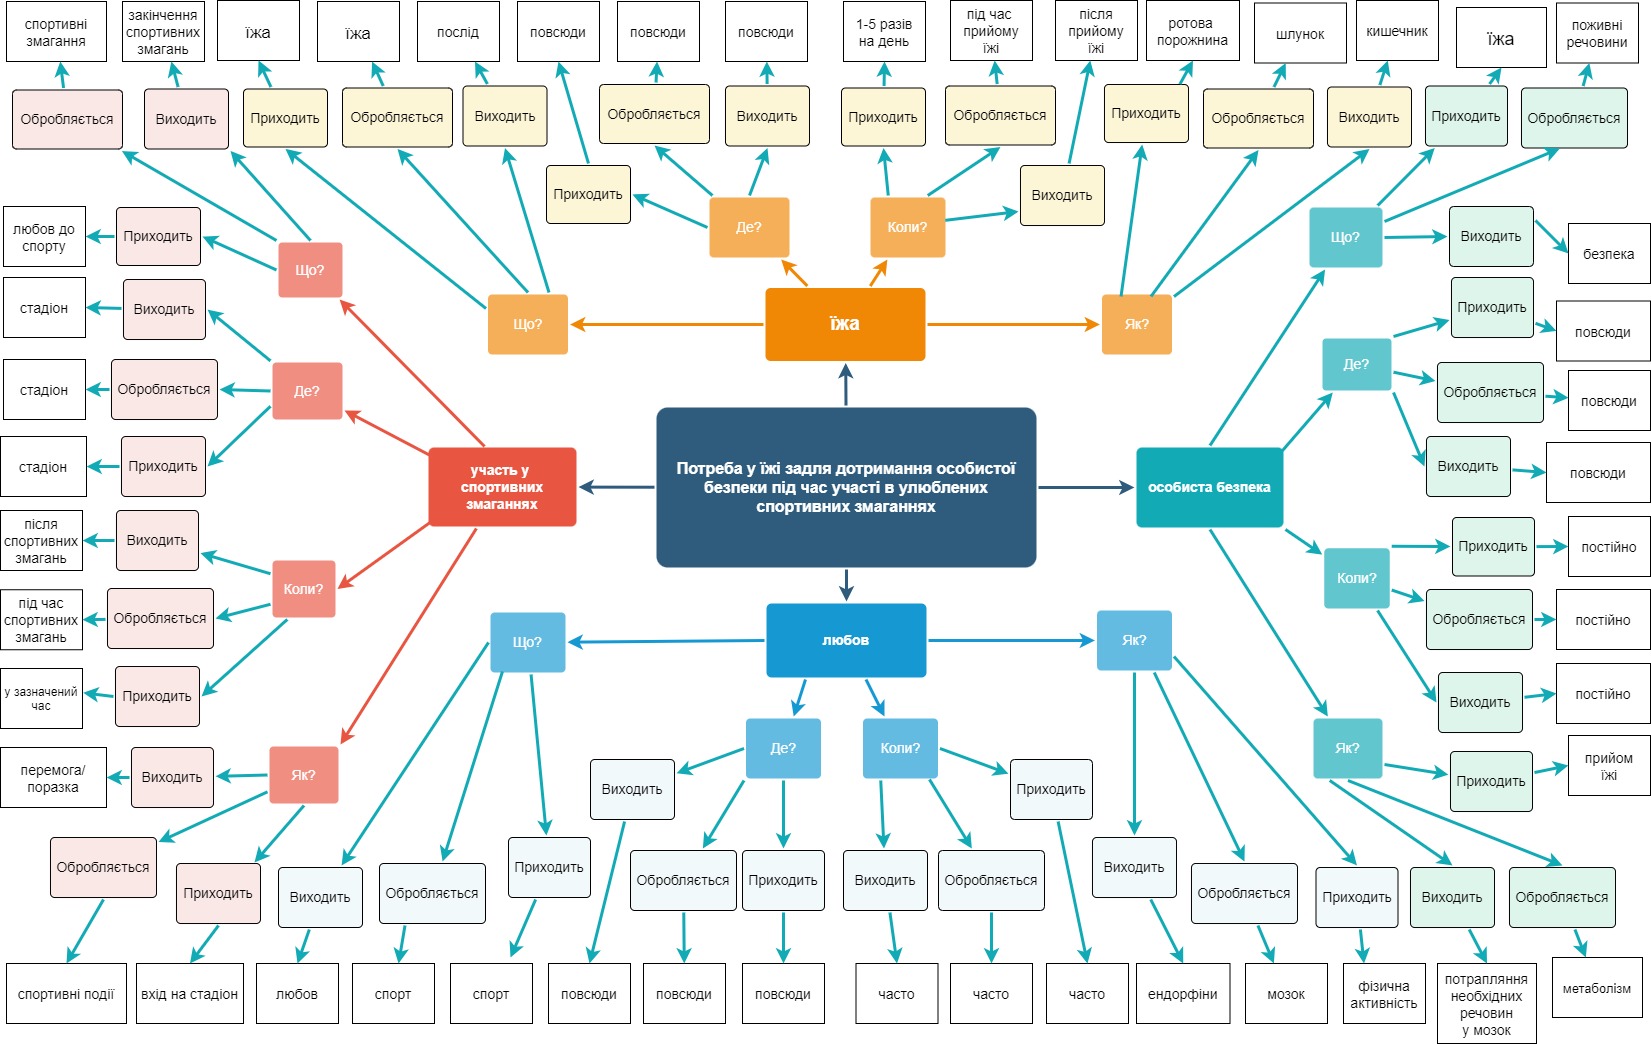 спортивні
змагання
закінчення
спортивних
змагань
їжа
їжа
послід
повсюди
повсюди
повсюди
1-5 разів
на день
під час
прийому
їжі
після
прийому
їжі
ротова
порожнина
шлунок
кишечник
їжа
поживні
речовини
Обробляється
Виходить
Приходить
Обробляється
Виходить
Приходить
Обробляється
Виходить
Приходить
Обробляється
Виходить
Приходить
Обробляється
Виходить
Приходить
Обробляється
любов до
спорту
Приходить
Що?
Де?
Коли?
Що?
Виходить
безпека
стадіон
Виходить
Що?
їжа
Як?
Приходить
повсюди
стадіон
Обробляється
Де?
Де?
Обробляється
повсюди
стадіон
Приходить
Виходить
повсюди
участь у
спортивних
змаганнях
Потреба у їжі задля дотримання особистої
безпеки під час участі в улюблених
спортивних змаганнях
особиста безпека
після
спортивних
змагань
Виходить
Приходить
постійно
Коли?
Коли?
під час
спортивних
змагань
Обробляється
Обробляється
постійно
Що?
любов
Як?
у зазначений
час
Приходить
Виходить
постійно
перемога/
поразка
Виходить
Як?
Де?
Коли?
Як?
Приходить
прийом
їжі
Виходить
Приходить
Обробляється
Приходить
Виходить
Обробляється
Приходить
Обробляється
Приходить
Виходить
Обробляється
Виходить
Обробляється
Приходить
Виходить
Обробляється
спортивні події
вхід на стадіон
любов
спорт
спорт
повсюди
повсюди
повсюди
часто
часто
часто
ендорфіни
мозок
фізична
активність
потрапляння
необхідних
речовин
у мозок
метаболізм